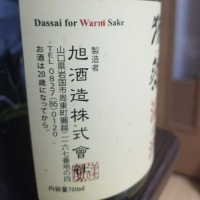 Dassai for Warm Sake
製造者
旭酒造株式會社
山口県岩国市周東町獺越二一六七番地の四
TEL 0827・86・0120
お酒は20歳になってから。
内容量720ml